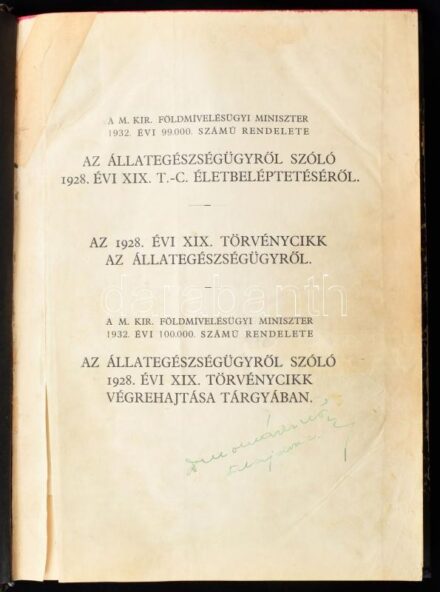 A M. KIR. FÖLDMIVELÉSÜGYI MINISZTER
1932. ÉVI 99.000. SZÁMÚ RENDELETE
AZ ÁLLATEGÉSZSÉGÜGYRŐL SZÓLÓ
1928. ÉVI XIX. T.-C. ÉLETBELÉPTETÉSÉRŐL.
AZ 1928. ÉVI XIX. TÖRVÉNYCIKK
AZ ÁLLATEGÉSZSÉGÜGYRŐL.
darabanth
A M. KIR. FÖLDMIVELÉSÜGYI MINISZTER
1932. ÉVI 100.000. SZÁMÚ RENDELETE
AZ ÁLLATEGÉSZSÉGÜGYRŐL SZÓLÓ
1928. ÉVI XIX. TÖRVÉNYCIKK
VÉGREHAJTÁSA TÁRGYÁBAN.